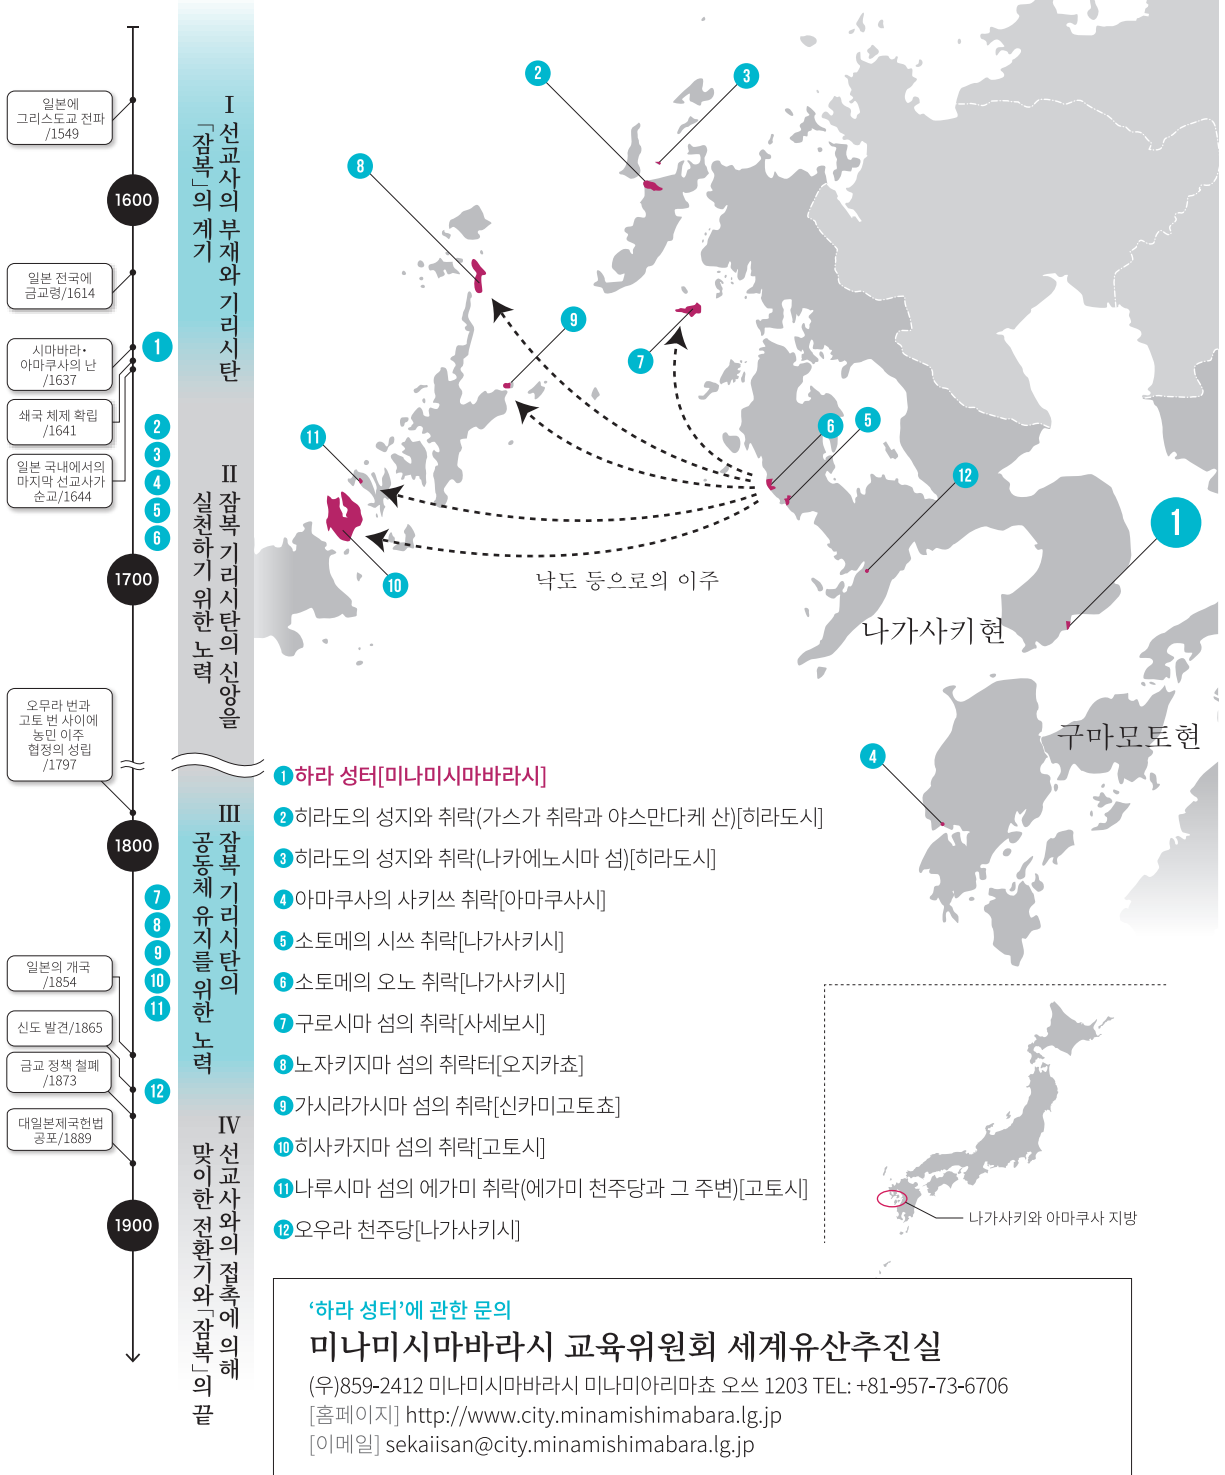 일본에
그리스도교 전파
/1549
1600
일본 전국에
금교령/1614
시마바라・
아마쿠사의 난
/1637
쇄국 체제 확립
/1641
일본 국내에서의
마지막 선교사가
순교/1644
1700
오무라 번과
고토 번 사이에
농민 이주
협정의 성립
/1797
1800
일본의 개국
/1854
신도 발견/1865
금교 정책 철폐
/1873
대일본제국헌법
공포/1889
1900
1
2
3
4
5
6
7
8
9
10
11
12
Ⅰ 선교사의 부재와 기리시탄
「잠복」의 계기
Ⅱ 잠복 기리시탄의 신앙을
실천하기 위한 노력
Ⅲ 잠복 기리시탄의
공동체 유지를 위한 노력
Ⅳ 선교사와의 접촉에 의해
맞이한 전환기와 「잠복」의 끝
2
3
8
9
7
11
6
5
12
1
10
낙도 등으로의 이주
나가사키현
구마모토현
4
1 하라 성터[미나미시마바라시]
2 히라도의 성지와 취락(가스가 취락과 야스만다케 산)[히라도시]
3 히라도의 성지와 취락(나카에노시마 섬)[히라도시]
4 아마쿠사의 사키쓰 취락[아마쿠사시]
5 소토메의 시쓰 취락[나가사키시]
6 소토메의 오노 취락[나가사키시]
7 구로시마 섬의 취락[사세보시]
8 노자키지마 섬의 취락터[오지카쵸]
9 가시라가시마 섬의 취락[신카미고토쵸]
10 히사카지마 섬의 취락[고토시]
11 나루시마 섬의 에가미 취락(에가미 천주당과 그 주변)[고토시]
12 오우라 천주당[나가사키시]
나가사키와 아마쿠사 지방
‘하라 성터’에 관한 문의
미나미시마바라시 교육위원회 세계유산추진실
(우)859-2412 미나미시마바라시 미나미아리마쵸 오쓰 1203 TEL: +81-957-73-6706
[홈페이지] http://www.city.minamishimabara.lg.jp
[이메일] sekaiisan@city.minamishimabara.lg.jp